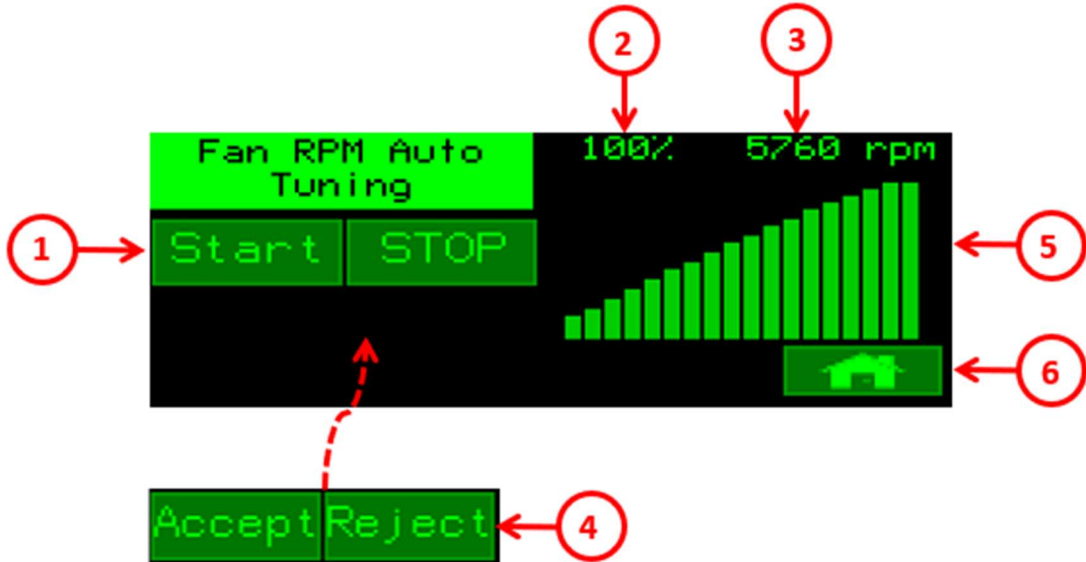 2
3
Fan RPM Auto
Tuning
100% 5760 rpm
1
Start STOP
5
6
Accept Reject
4